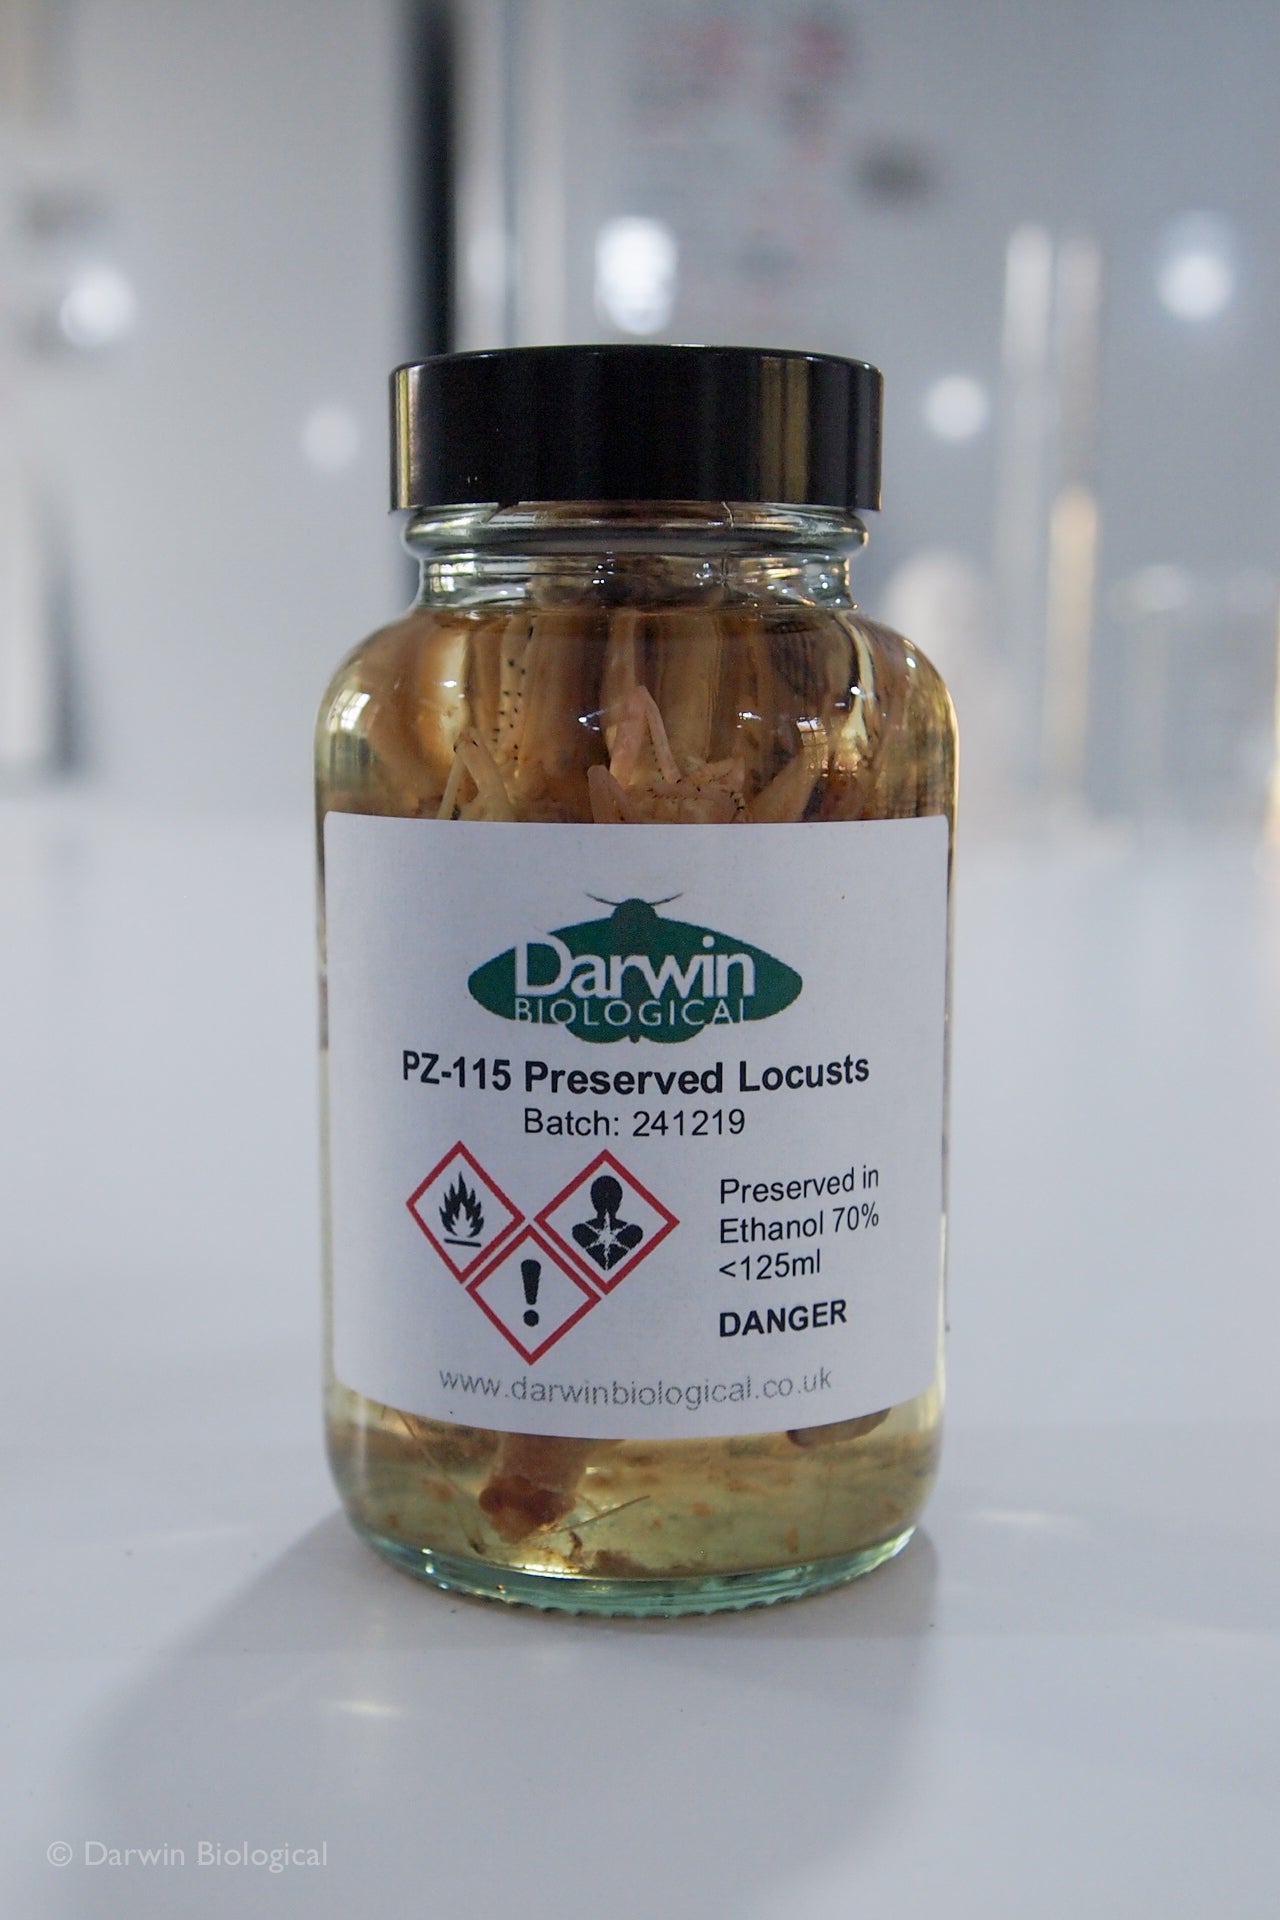 Darwin
BIOLOGICAL
PZ-115 Preserved Locusts
Batch: 241219
Preserved in
Ethanol 70%
<125ml
DANGER
www.darwinbiological.co.uk
© Darwin Biological